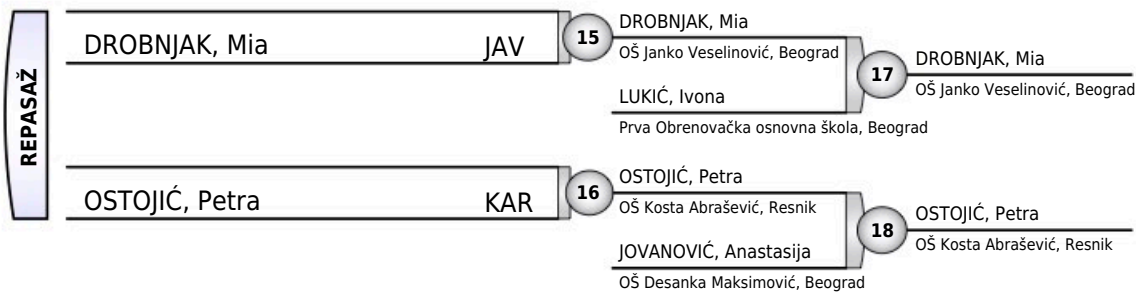 REPASAŽ
DROBNJAK, Mia JAV
15
DROBNJAK, Mia
OŠ Janko Veselinović, Beograd
LUKIĆ, Ivona
Prva Obrenovačka osnovna škola, Beograd
17
DROBNJAK, Mia
OŠ Janko Veselinović, Beograd
OSTOJIĆ, Petra KAR
16
OSTOJIĆ, Petra
OŠ Kosta Abrašević, Resnik
JOVANOVIĆ, Anastasija
OŠ Desanka Maksimović, Beograd
18
OSTOJIĆ, Petra
OŠ Kosta Abrašević, Resnik